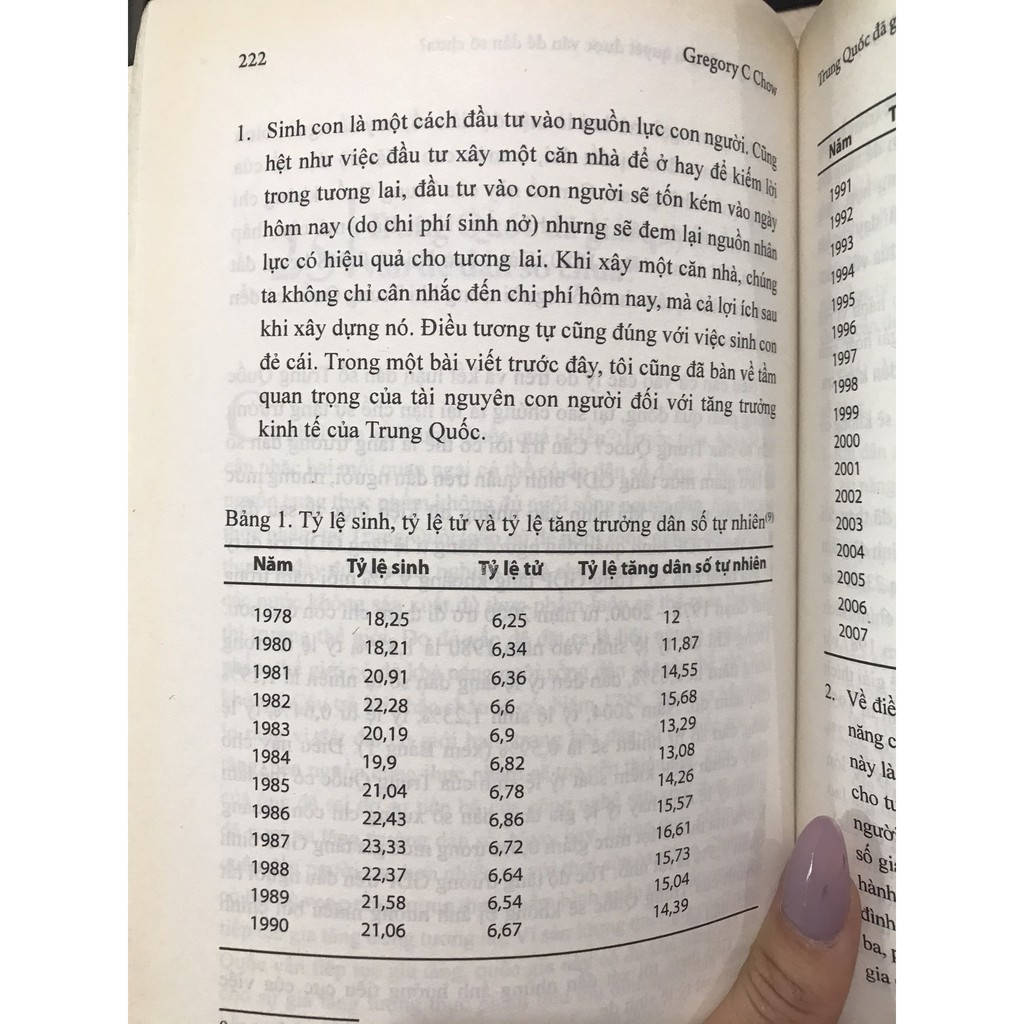 222
Gregory C Chow
1. Sinh con là một cách đầu tư vào nguồn lực con người. Cũng
hệt như việc đầu tư xây một căn nhà để ở hay để kiếm lời
trong tương lai, đầu tư vào con người sẽ tốn kém vào ngày
hôm nay (do chi phí sinh nở) nhưng sẽ đem lại nguồn nhân
lực có hiệu quả cho tương lai. Khi xây một căn nhà, chúng
ta không chỉ cân nhắc đến chi phí hôm nay, mà cả lợi ích sau
khi xây dựng nó. Điều tương tự cũng đúng với việc sinh con
đẻ cái. Trong một bài viết trước đây, tôi cũng đã bàn về tầm
quan trọng của tài nguyên con người đối với tăng trưởng
kinh tế của Trung Quốc.
Bảng 1. Tỷ lệ sinh, tỷ lệ tử và tỷ lệ tăng trưởng dân số tự nhiên(9)
Năm Tỷ lệ sinh Tỷ lệ tử Tỷ lệ tăng dân số tự nhiên
1978 18,25 6,25 12
1980 18,21 6,34 11,87
1981 20,91 6,36 14,55
1982 22,28 6,6 15,68
1983 20,19 6,9 13,29
1984 19,9 6,82 13,08
1985 21,04 6,78 14,26
1986 22,43 6,86 15,57
1987 23,33 6,72 16,61
1988 22,37 6,64 15,73
1989 21,58 6,54 15,04
1990 21,06 6,67 14,39
Trung Quốc đã
Năm
1991
1992
1993
1994
1995
1996
1997
1998
1999
2000
2001
2002
2003
2004
2005
2006
2007
2. Về
năng
này là
cho
người
số
hành
đình
ba,
gia